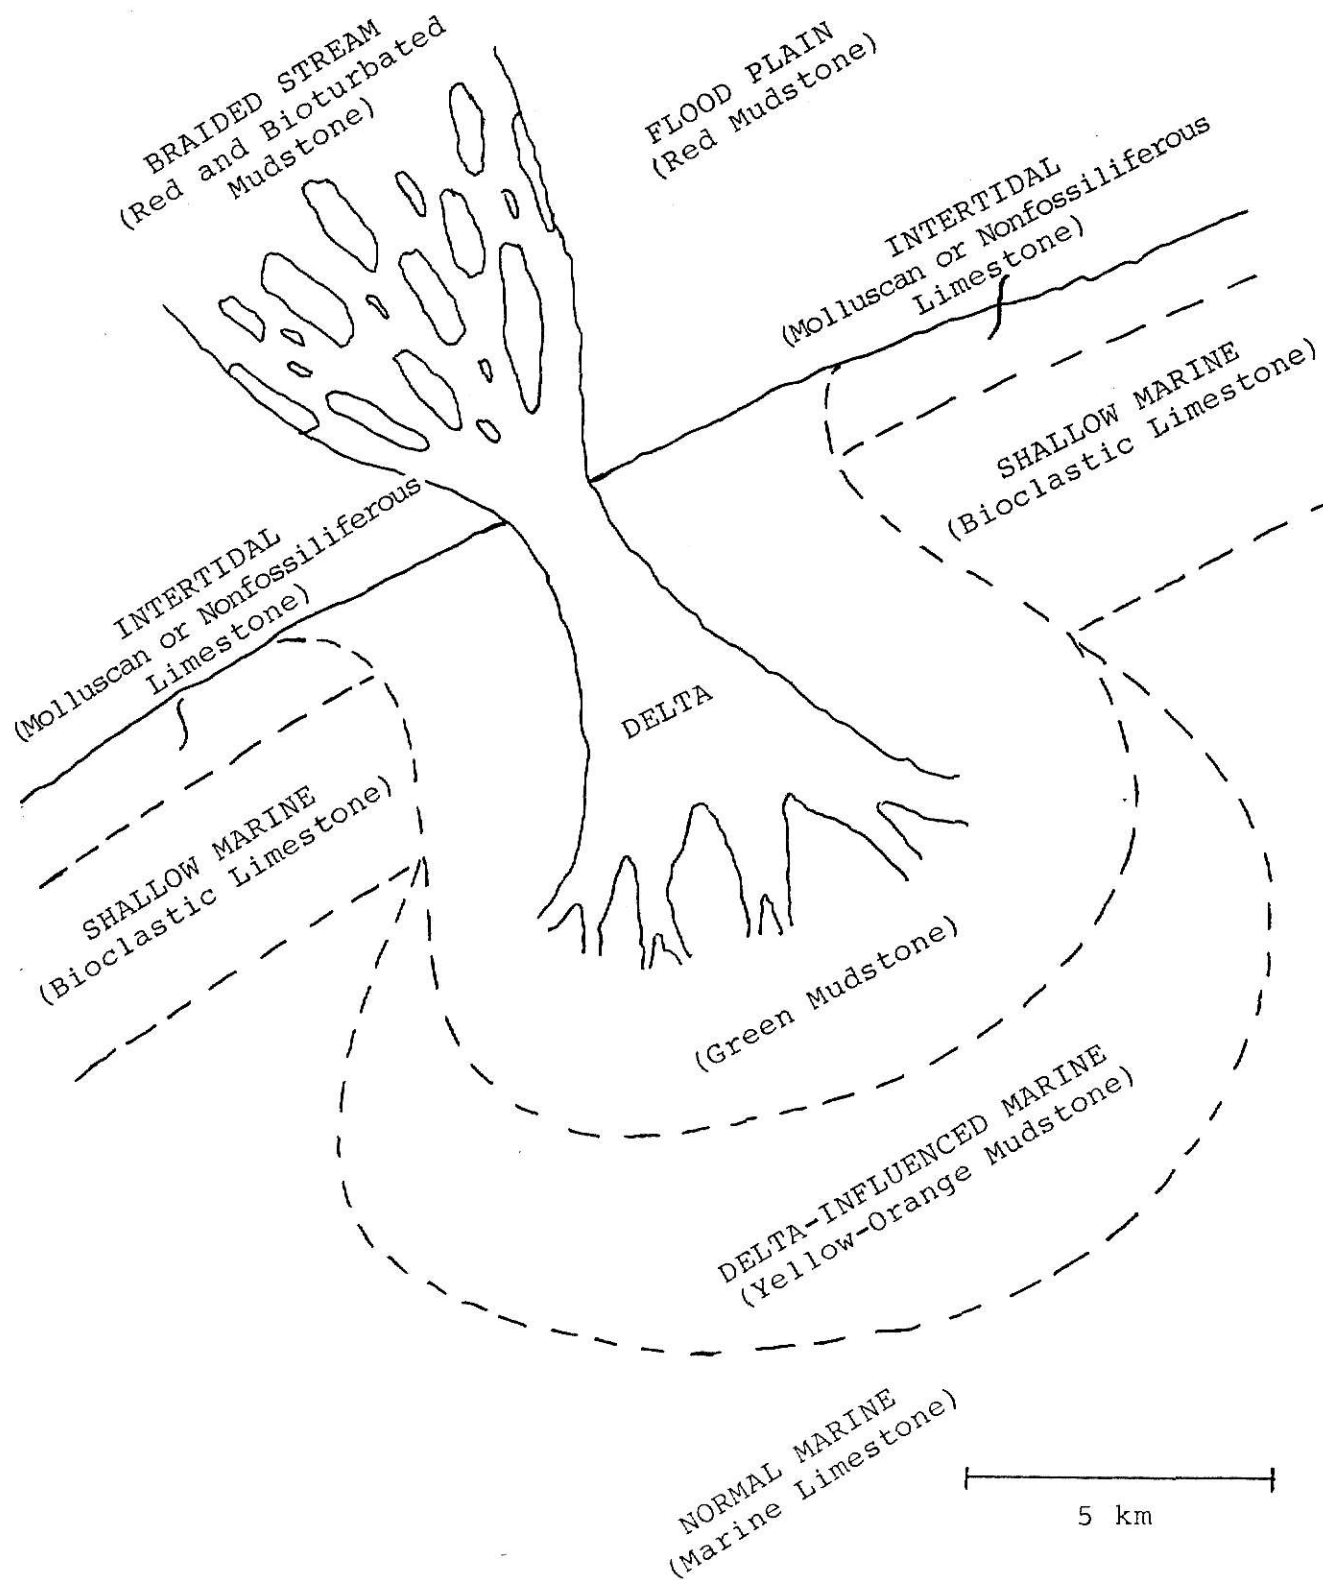 BRAIDED STREAM
(Red and Bioturbated
Mudstone)
FLOOD PLAIN
(Red Mudstone)
INTERTIDAL
(Molluscan or Nonfossiliferous
Limestone)
SHALLOW MARINE
(Bioclastic Limestone)
INTERTIDAL
(Molluscan or Nonfossiliferous
Limestone)
DELTA
SHALLOW MARINE
(Bioclastic Limestone)
(Green Mudstone)
DELTA-INFLUENCED MARINE
(Yellow-Orange Mudstone)
NORMAL MARINE
(Marine Limestone)
5 km